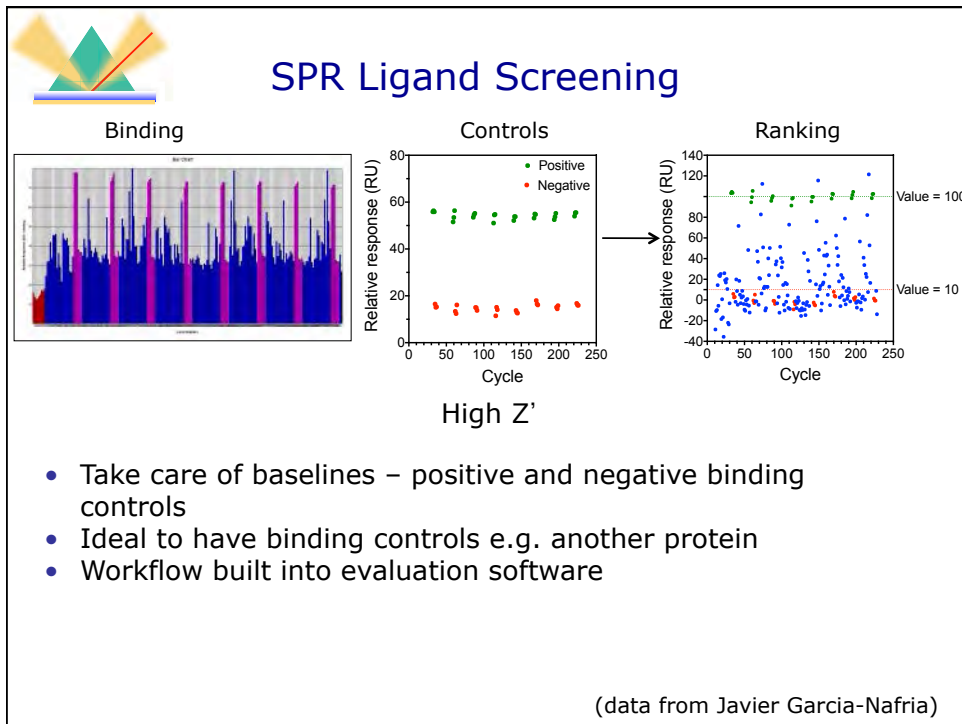 SPR Ligand Screening
Binding
Controls
Ranking
80
60
40
20
0
0 50 100 150 200 250
Relative response (RU)
Cycle
Positive
Negative
140
120
100
80
60
40
20
0
-20
-40
0 50 100 150 200 250
Relative response (RU)
Cycle
Value = 100
Value = 10
High Z’
• Take care of baselines – positive and negative binding
controls
• Ideal to have binding controls e.g. another protein
• Workflow built into evaluation software
(data from Javier Garcia-Nafria)